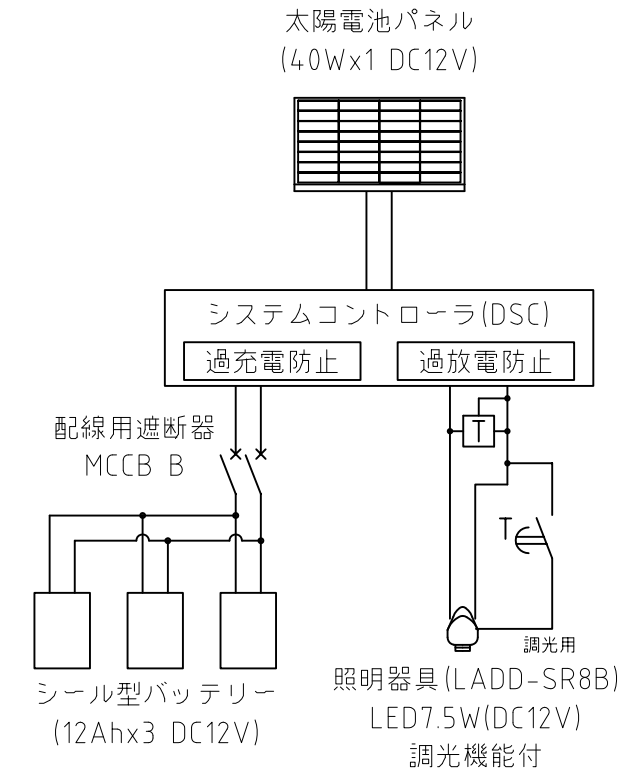 太陽電池パネル
(40Wx1 DC12V)
システムコントローラ(DSC)
過充電防止
過放電防止
配線用遮断器
MCCB B
T
T
調光用
シール型バッテリー
(12Ahx3 DC12V)
照明器具(LADD-SR8B)
LED7.5W(DC12V)
調光機能付